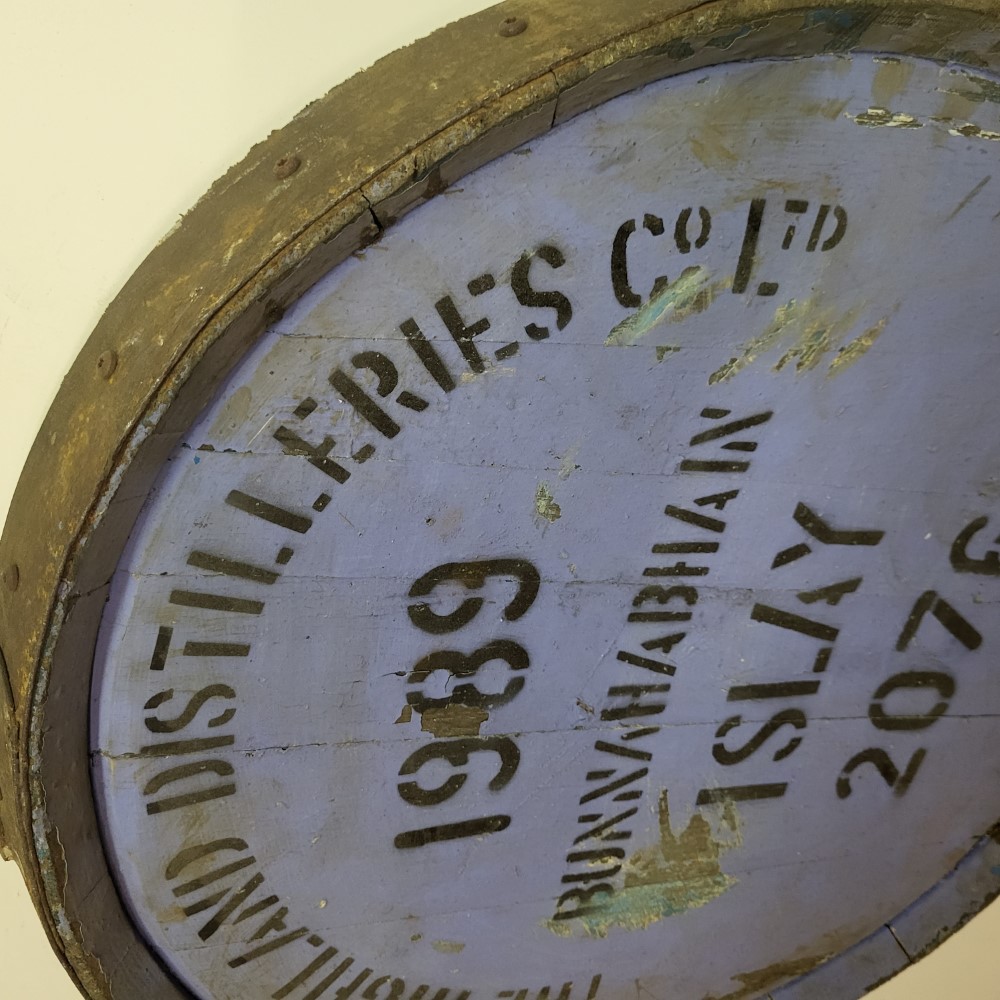 THE HIGHLAND DISTILLERIES Cº LTD
1989
BUNNAHABHAIN
ISLAY
2076